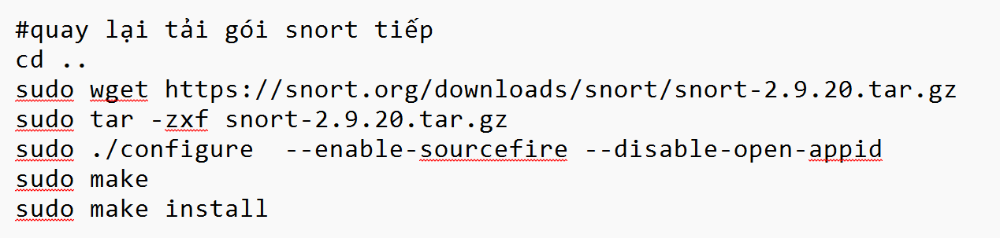 #quay lại tải gói snort tiếp
cd ..
sudo wget https://snort.org/downloads/snort/snort-2.9.20.tar.gz
sudo tar -zxf snort-2.9.20.tar.gz
sudo ./configure  --enable-sourcefire --disable-open-appid
sudo make
sudo make install